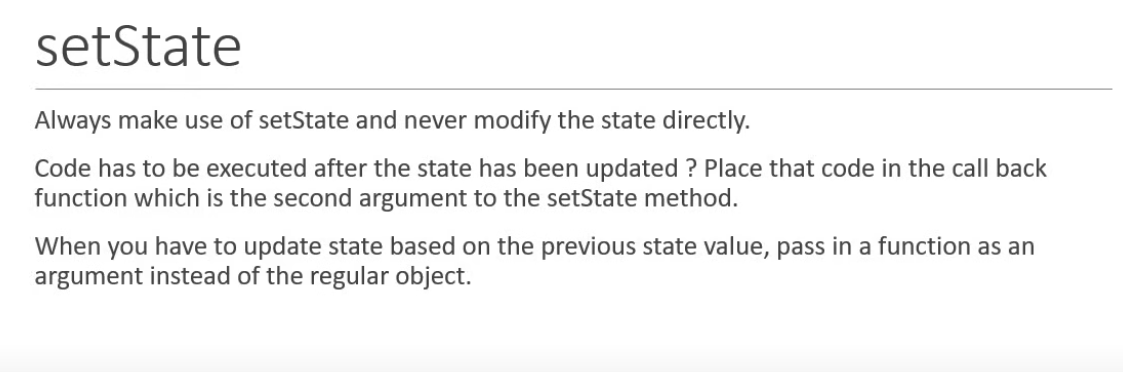 setState
Always make use of setState and never modify the state directly.
Code has to be executed after the state has been updated ? Place that code in the call back
function which is the second argument to the setState method.
When you have to update state based on the previous state value, pass in a function as an
argument instead of the regular object.